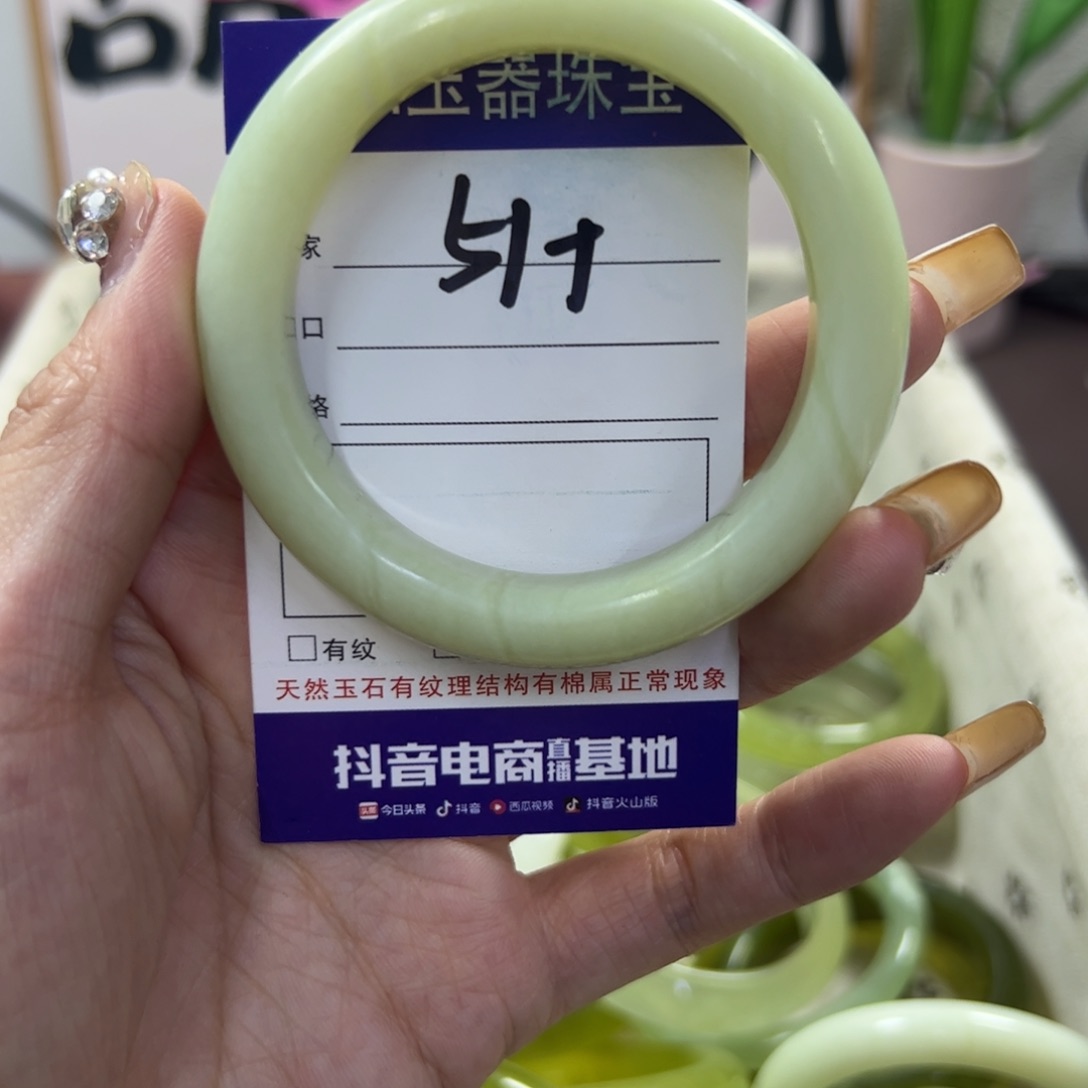 玉器珠宝
家
口
格
有纹
天然玉石有纹理结构有棉属正常现象
抖音电商直播基地
头条 今日头条 抖音 西瓜视频 抖音火山版